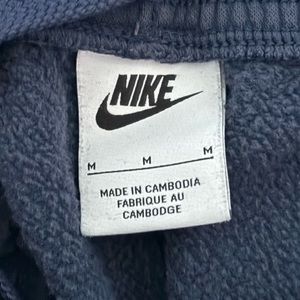 NIKE
M M M
MADE IN CAMBODIA
FABRIQUE AU
CAMBODGE